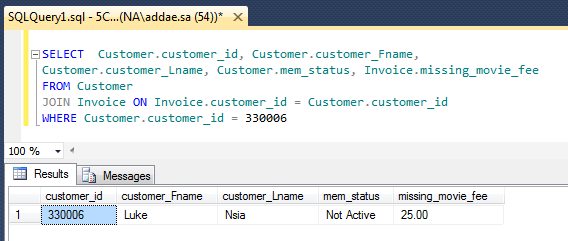 SQLQuery1.sql - 5C...(NA\addae.sa (54))*
SELECT Customer.customer_id, Customer.customer_Fname,
Customer.customer_Lname, Customer.mem_status, Invoice.missing_movie_fee
FROM Customer
JOIN Invoice ON Invoice.customer_id = Customer.customer_id
WHERE Customer.customer_id = 330006
100 %
Results Messages
customer_id customer_Fname customer_Lname mem_status missing_movie_fee
1 330006 Luke Nsia Not Active 25.00